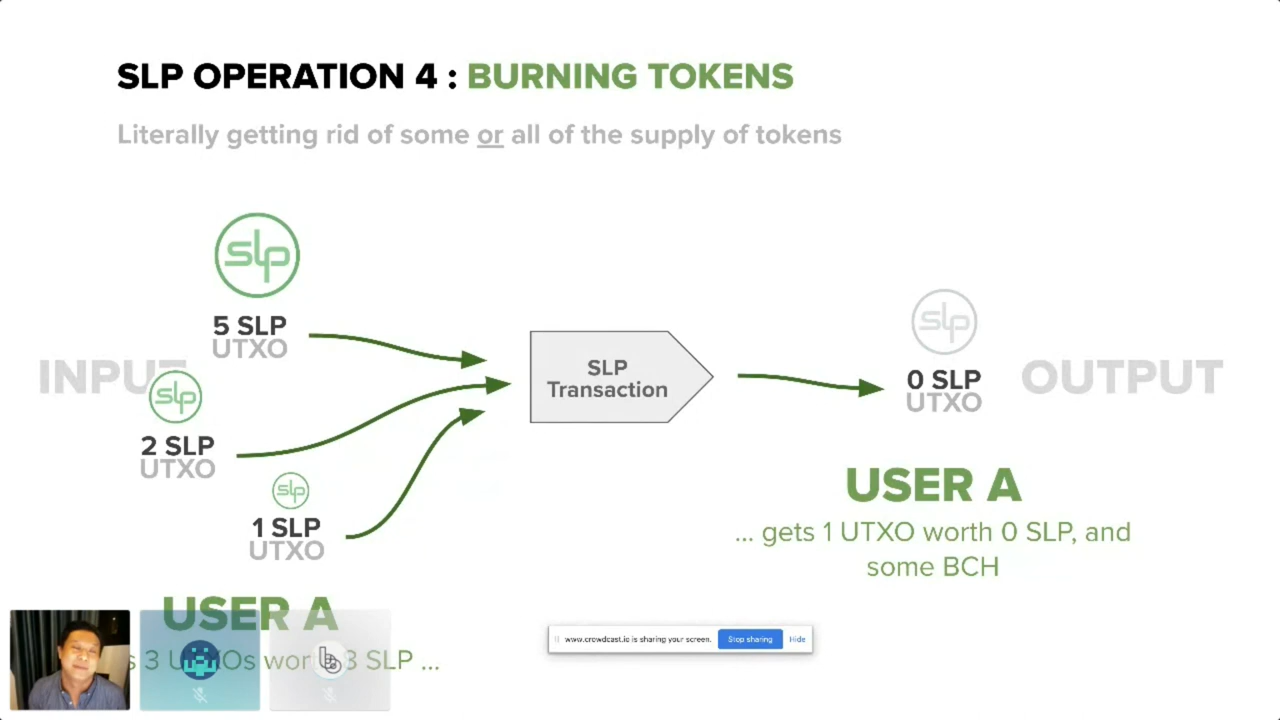 SLP OPERATION 4 : BURNING TOKENS
Literally getting rid of some or all of the supply of tokens
slp
5 SLP
UTXO
INPUT
slp
2 SLP
UTXO
slp
1 SLP
UTXO
SLP
Transaction
slp
0 SLP
UTXO
OUTPUT
USER A
... gets 1 UTXO worth 0 SLP, and
some BCH
USER A
3 UTXOs 3 SLP ...
www.crowdcast.io is sharing your screen.
Stop sharing
Hide